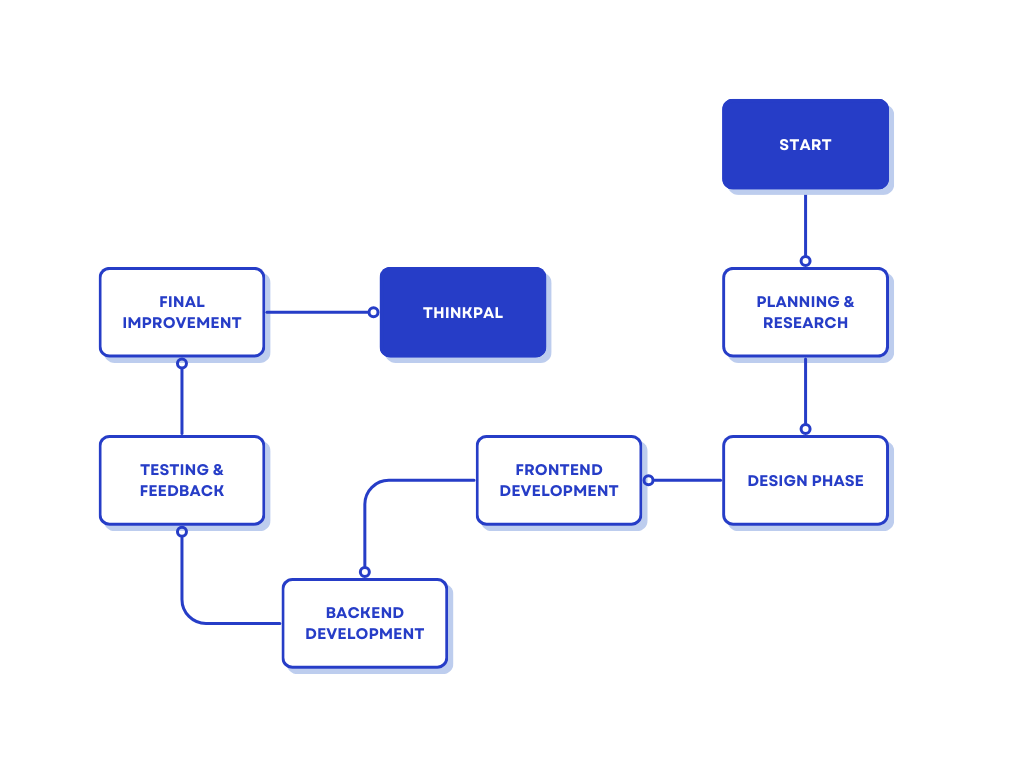 START
PLANNING &
RESEARCH
DESIGN PHASE
FRONTEND
DEVELOPMENT
BACKEND
DEVELOPMENT
TESTING &
FEEDBACK
FINAL
IMPROVEMENT
THINKPAL